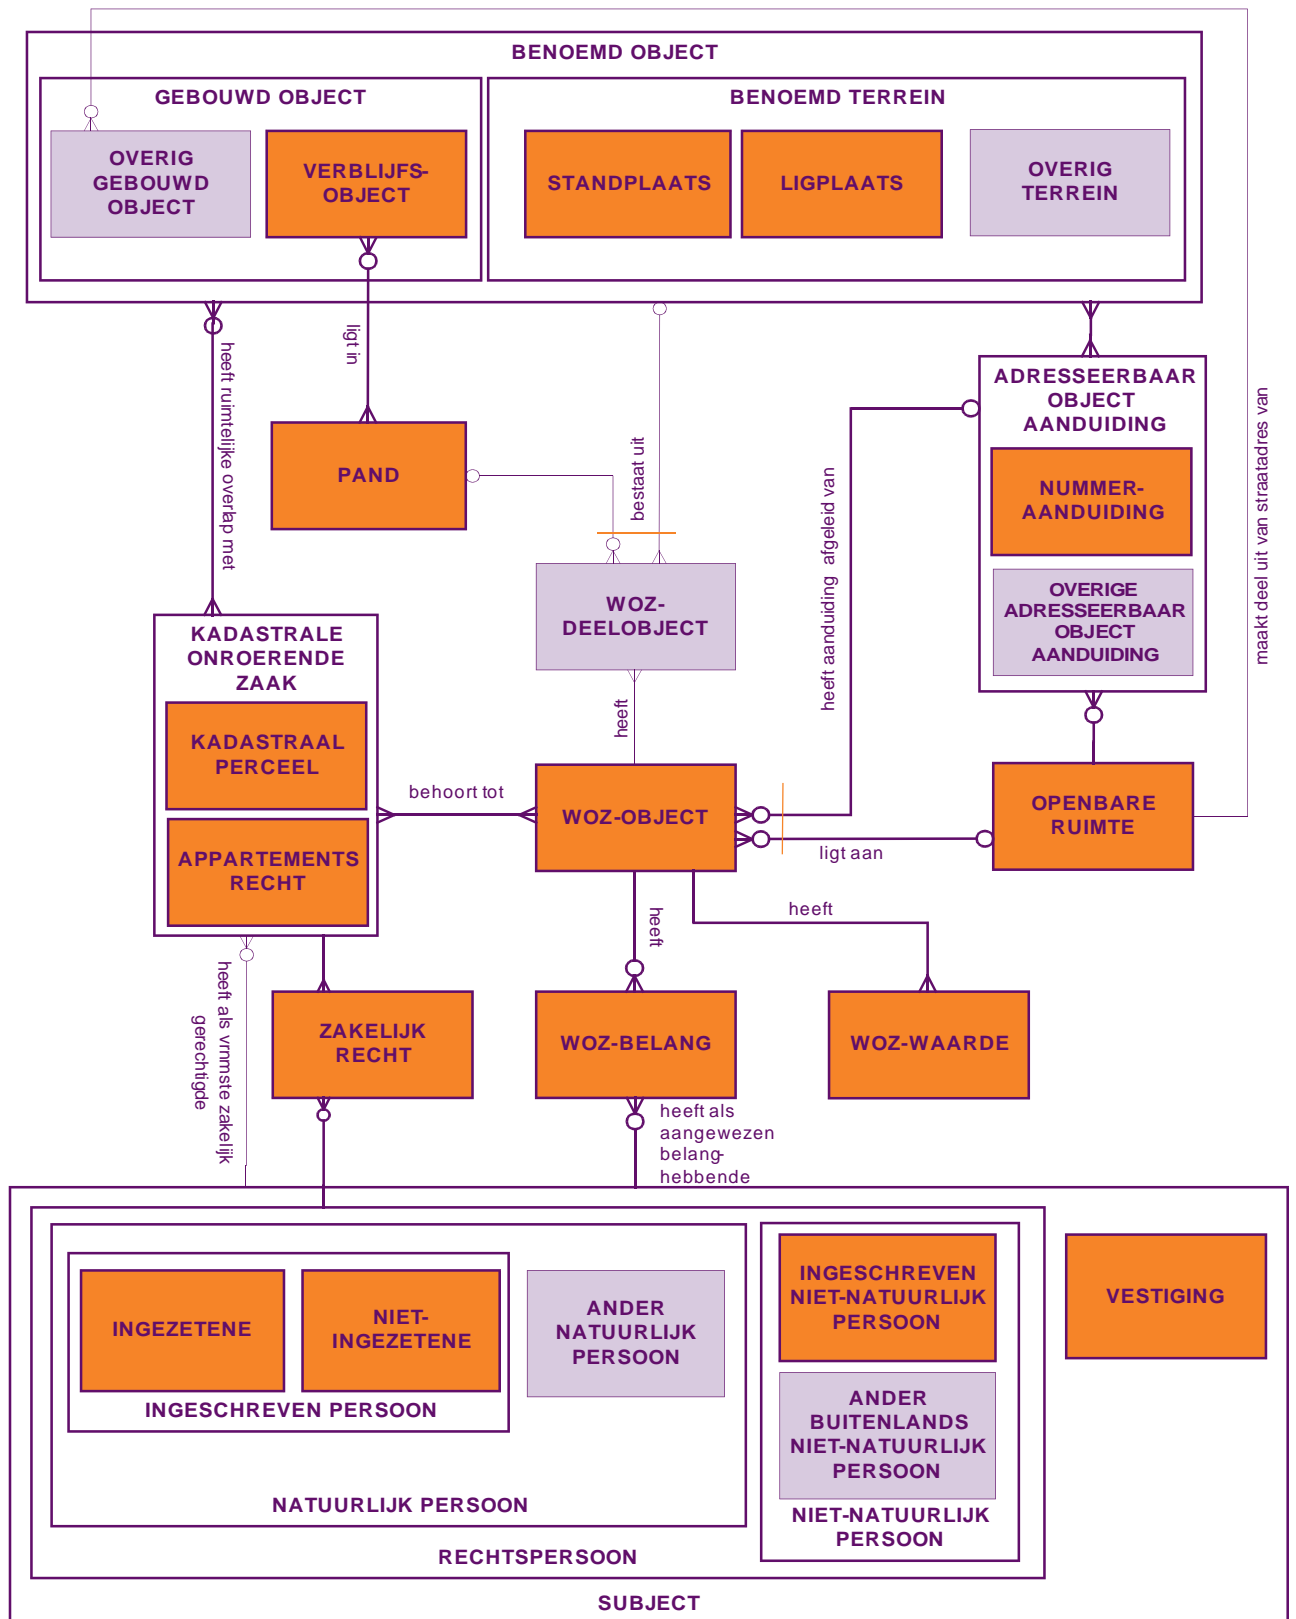 BENOEMD OBJECT
GEBOUWD OBJECT
BENOEMD TERREIN
OVERIG
GEBOUWD
OBJECT
VERBLIJFS-
OBJECT
STANDPLAATS
LIGPLAATS
OVERIG
TERREIN
ligt in
heeft ruimtelijke overlap met
bestaat uit
heeft aanduiding afgeleid van
maakt deel uit van straatadres van
ADRESSEERBAAR
OBJECT
AANDUIDING
NUMMER-
AANDUIDING
OVERIGE
ADRESSEERBAAR
OBJECT
AANDUIDING
PAND
WOZ-
DEELOBJECT
heeft
KADASTRALE
ONROERENDE
ZAAK
KADASTRAAL
PERCEEL
APPARTEMENTS
RECHT
behoort tot
WOZ-OBJECT
ligt aan
OPENBARE
RUIMTE
heeft
heeft
heeft als vrmmste zakelijk
gerechtigde
ZAKELIJK
RECHT
WOZ-BELANG
WOZ-WAARDE
heeft als
aangewezen
belang-
hebbende
INGEZETENE
NIET-
INGEZETENE
INGESCHREVEN PERSOON
ANDER
NATUURLIJK
PERSOON
NATUURLIJK PERSOON
INGESCHREVEN
NIET-NATUURLIJK
PERSOON
ANDER
BUITENLANDS
NIET-NATUURLIJK
PERSOON
NIET-NATUURLIJK
PERSOON
VESTIGING
RECHTSPERSOON
SUBJECT